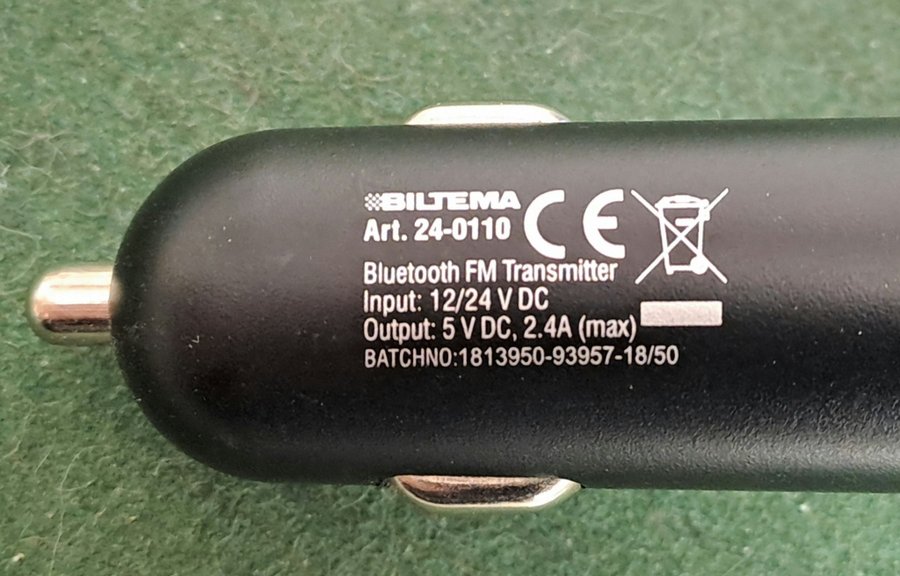 BILTEMA
Art. 24-0110
CE
Bluetooth FM Transmitter
Input: 12/24 V DC
Output: 5 V DC, 2.4A (max)
BATCHNO:1813950-93957-18/50